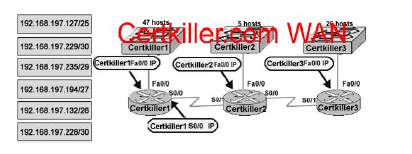 192.168.197.127/25
192.168.197.229/30
192.168.197.235/29
192.168.197.194/27
192.168.197.132/26
192.168.197.228/30
Certkiller.com WAN
47 hosts
5 hosts
26 hosts
Certkiller1
Certkiller2
Certkiller3
Certkiller1Fa0/0 IP
Certkiller2 Fa0/0 IP
Certkiller3Fa0/0 IP
Fa0/0
Fa0/0
Fa0/0
S0/0
S0/0
S0/1
S0/1
Certkiller1
Certkiller2
Certkiller3
Certkiller1 S0/0 IP